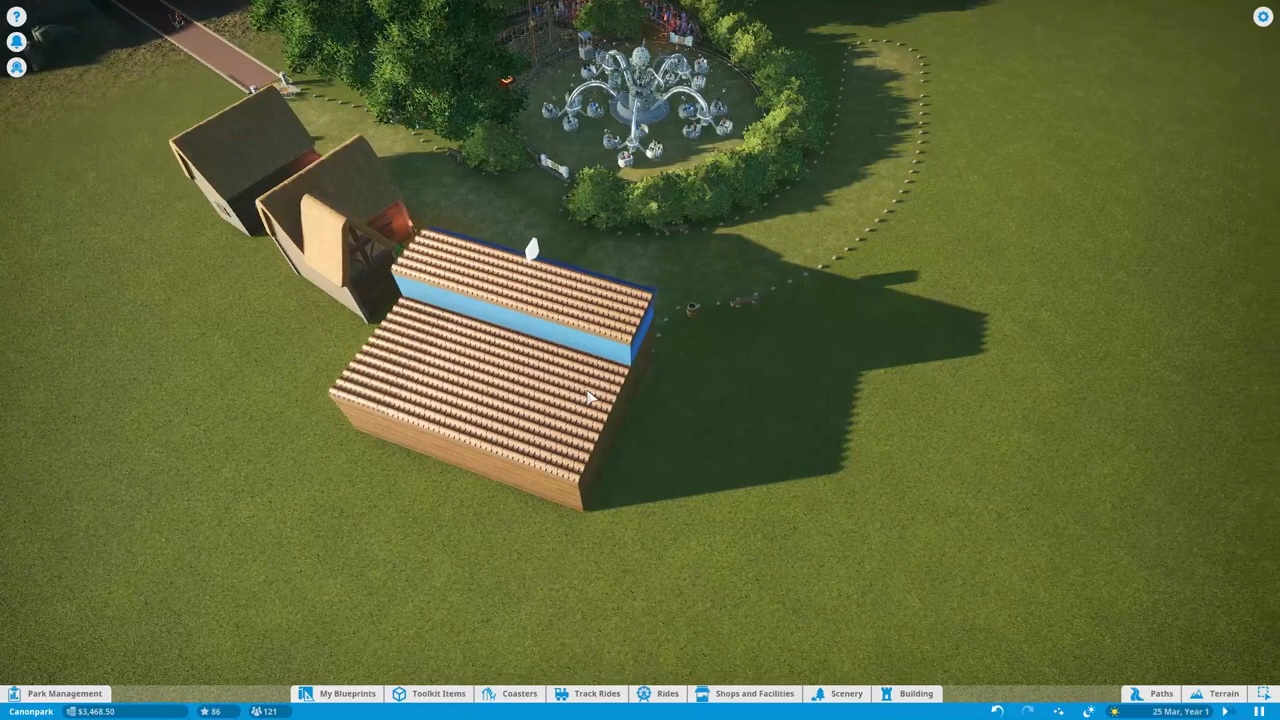 ?
Park Management
My Blueprints
Toolkit Items
Coasters
Track Rides
Rides
Shops and Facilities
Scenery
Building
Paths
Terrain
Canonpark
$3,468.50
86
121
25 Mar, Year 1